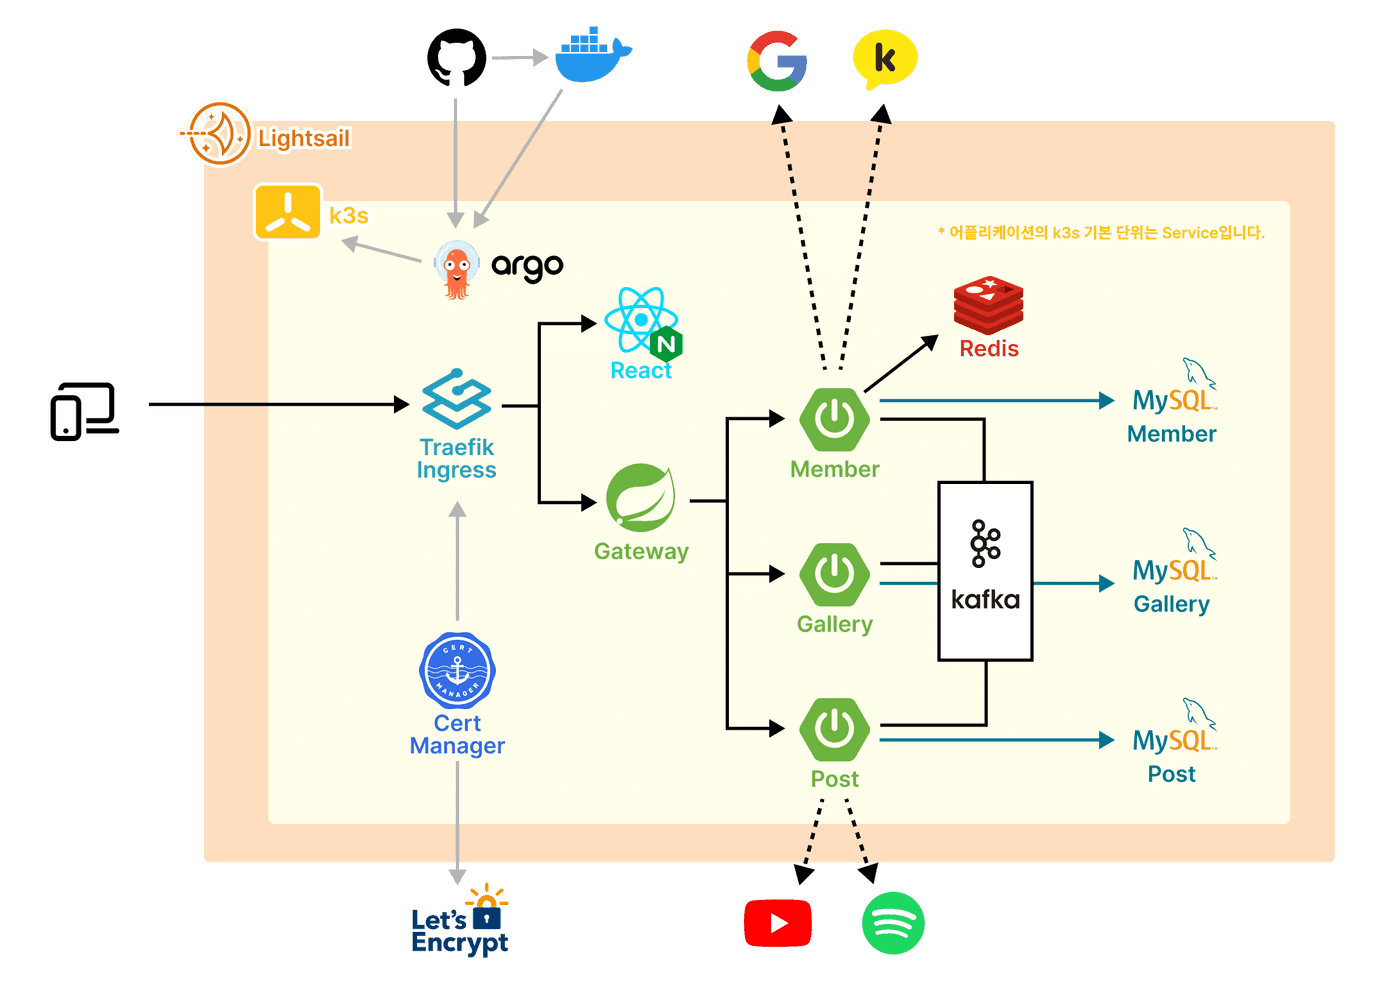 Lightsail
k3s
* 어플리케이션의 k3s 기본 단위는 Service입니다.
argo
k
N
React
Redis
Traefik
Ingress
MySQL
Member
Member
Gateway
kafka
MySQL
Gallery
Gallery
CERT
MANAGER
Cert
Manager
MySQL
Post
Post
Let's
Encrypt